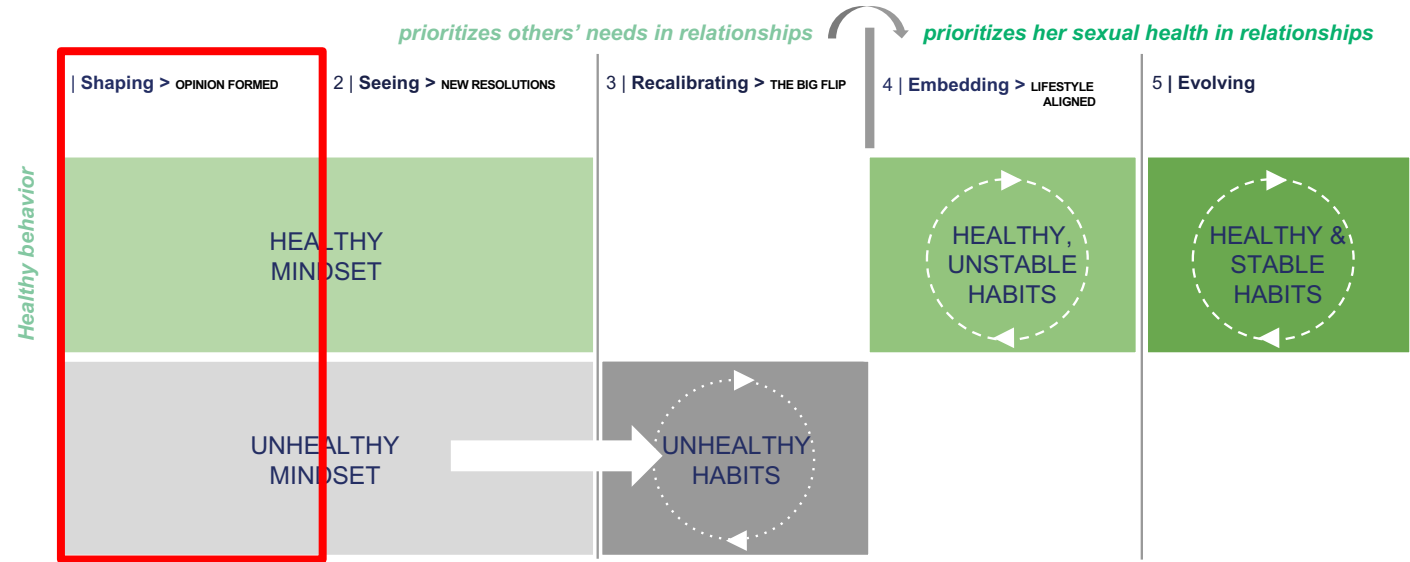 prioritizes others' needs in relationships
prioritizes her sexual health in relationships
| Shaping > OPINION FORMED
2 | Seeing > NEW RESOLUTIONS
3 | Recalibrating > THE BIG FLIP
4 | Embedding > LIFESTYLE
ALIGNED
5 | Evolving
Healthy behavior
HEALTHY
MINDSET
HEALTHY,
UNSTABLE
HABITS
HEALTHY &
STABLE
HABITS
UNHEALTHY
MINDSET
UNHEALTHY
HABITS